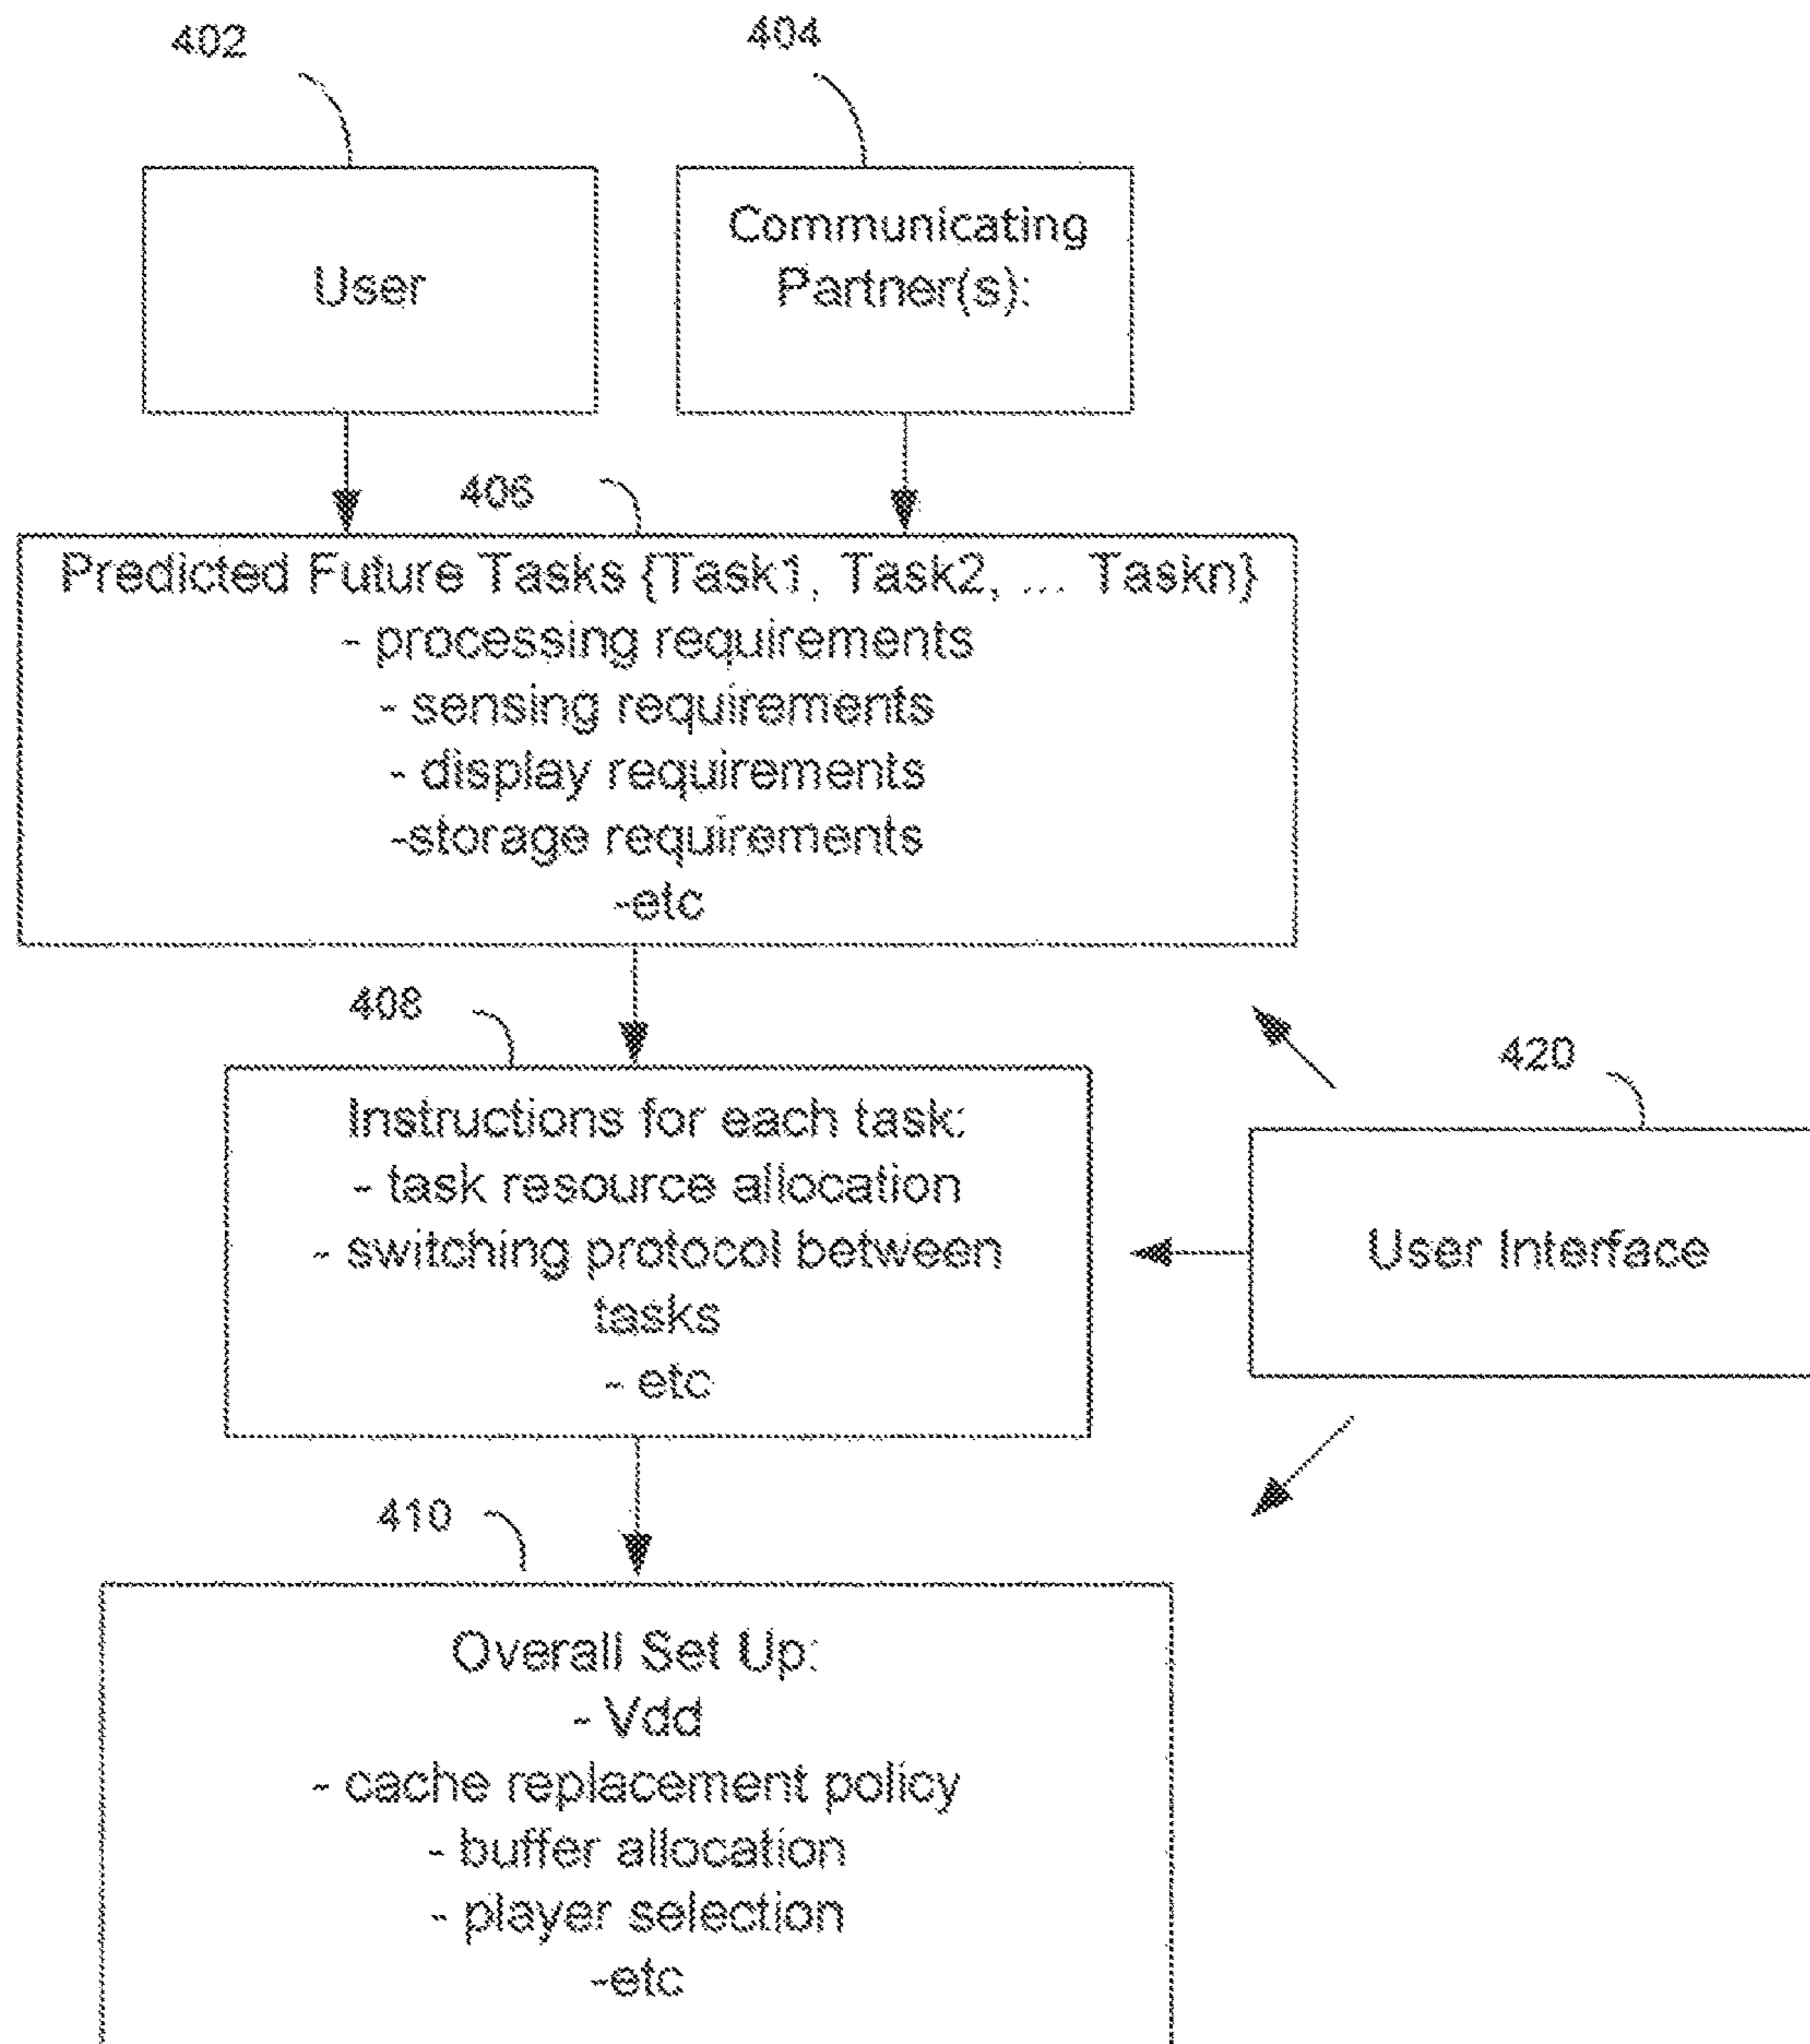 402
404
User
Communicating
Partner(s):
406
Predicted Future Tasks {Task1, Task2, ... Taskn}
- processing requirements
- sensing requirements
- display requirements
-storage requirements
-etc
408
Instructions for each task:
- task resource allocation
- switching protocol between
tasks
- etc
420
User Interface
410
Overall Set Up:
- Vdd
- cache replacement policy
- buffer allocation
- player selection
-etc